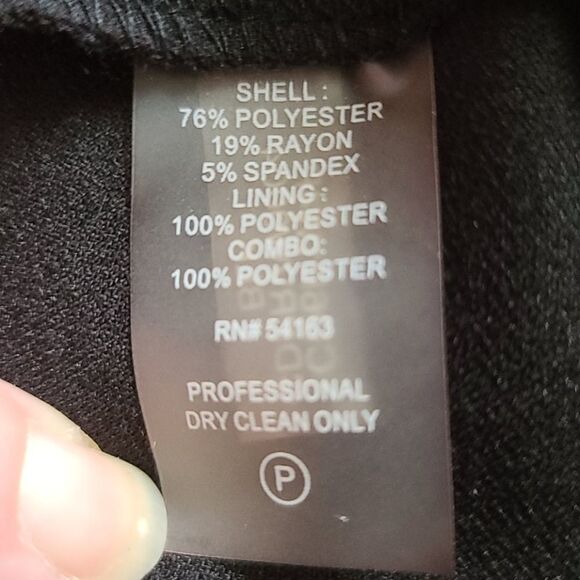 SHELL:
76% POLYESTER
19% RAYON
5% SPANDEX
LINING:
100% POLYESTER
COMBO:
100% POLYESTER
RN# 54163
PROFESSIONAL
DRY CLEAN ONLY
P